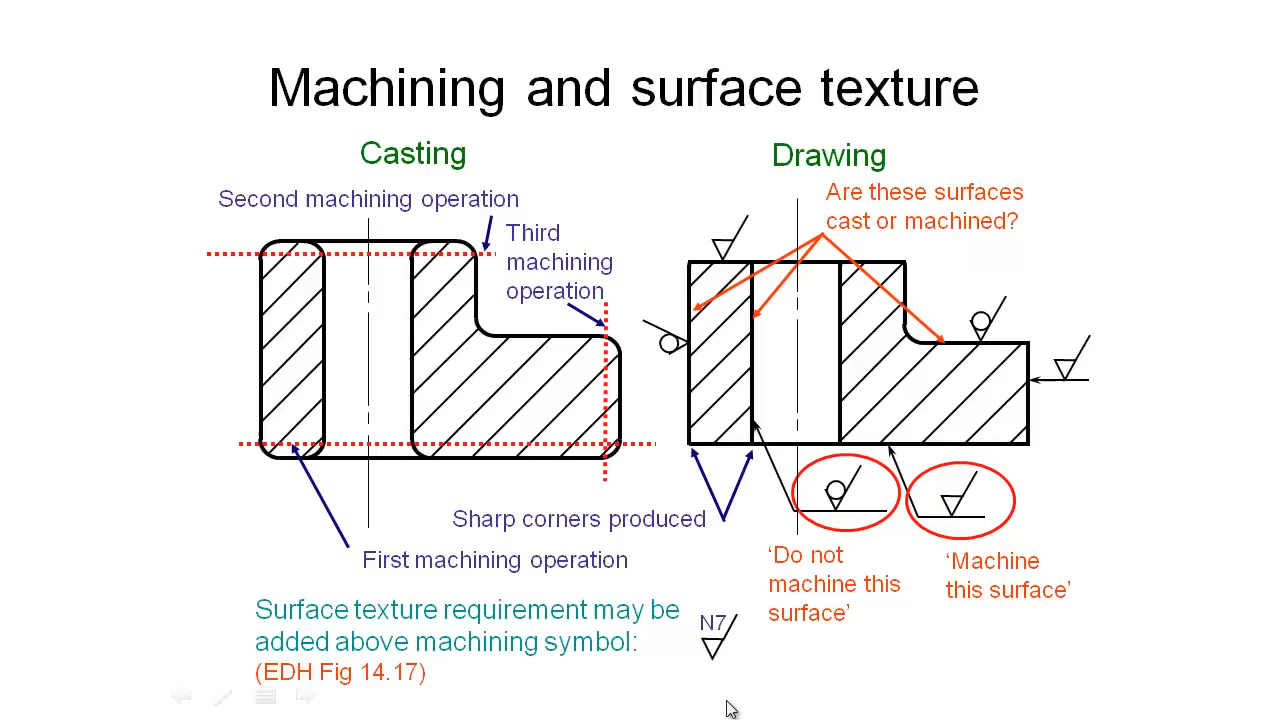 Machining and surface texture
Casting
Drawing
Second machining operation
Third
machining
operation
Are these surfaces
cast or machined?
Sharp corners produced
First machining operation
‘Do not
machine this
surface’
‘Machine
this surface’
Surface texture requirement may be
added above machining symbol:
(EDH Fig 14.17)
N7